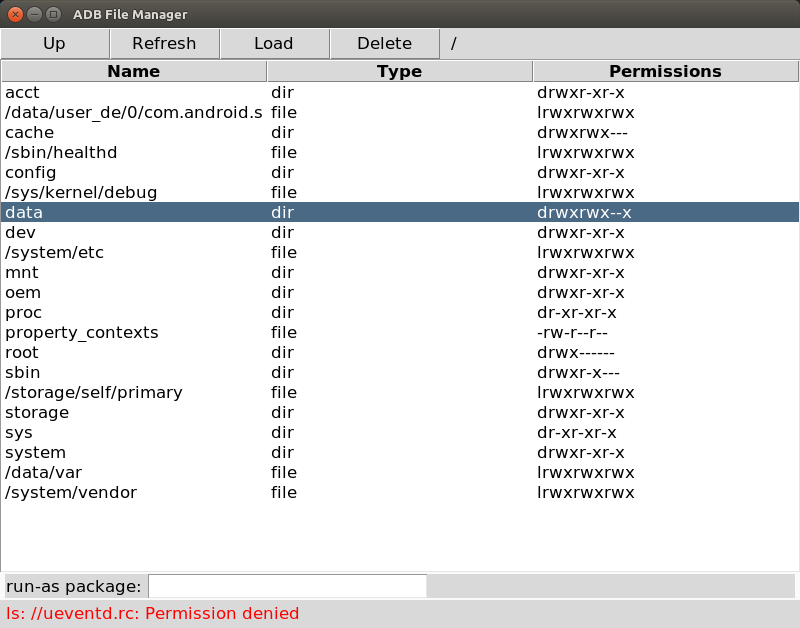 ADB File Manager
Up Refresh Load Delete /
Name Type Permissions
acct dir drwxr-xr-x
/data/user_de/0/com.android.s file lrwxrwxrwx
cache dir drwxrwx---
/sbin/healthd file lrwxrwxrwx
config dir drwxr-xr-x
/sys/kernel/debug file lrwxrwxrwx
data dir drwxrwx--x
dev dir drwxr-xr-x
/system/etc file lrwxrwxrwx
mnt dir drwxr-xr-x
oem dir drwxr-xr-x
proc dir dr-xr-xr-x
property_contexts file -rw-r--r--
root dir drwx------
sbin dir drwxr-x---
/storage/self/primary file lrwxrwxrwx
storage dir drwxr-xr-x
sys dir dr-xr-xr-x
system dir drwxr-xr-x
/data/var file lrwxrwxrwx
/system/vendor file lrwxrwxrwx
run-as package:
ls: //ueventd.rc: Permission denied